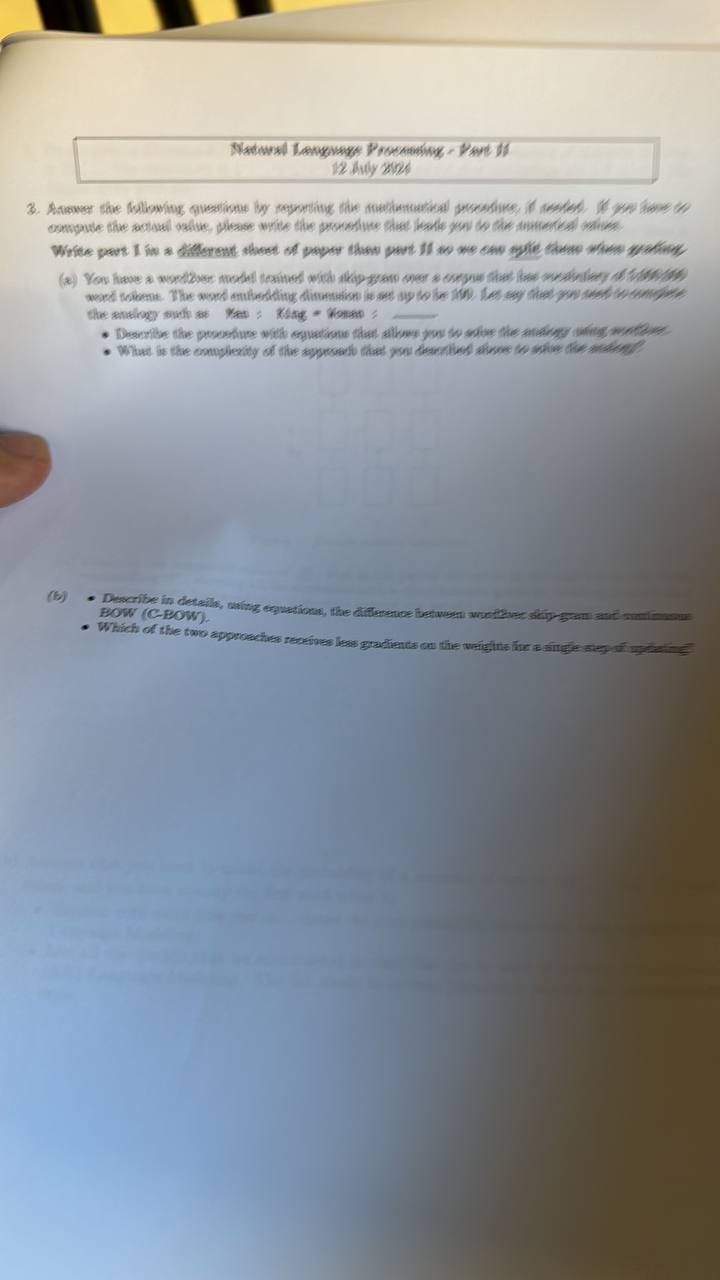 Natural Language Processing - Part II
12 July 2024
3. Answer the following questions by reporting the mathematical procedure, if needed. If you have to
compute the actual value, please write the procedure that leads you to the numerical values.
Write part I in a different sheet of paper than part II so we can split them when grading.
(a) You have a word2vec model trained with skip-gram over a corpus that has vocabulary of
word tokens. The word embedding dimension is set up to be Let say that you need to complete
the analogy such as Man : King = Woman : ____
• Describe the procedure with equations that allows you to solve the analogy using word2vec.
• What is the complexity of the approach that you described above to solve the analogy?
(b) • Describe in details, using equations, the difference between word2vec skip-gram and continuous
BOW (C-BOW).
• Which of the two approaches receives less gradients on the weights for a single step of updating?